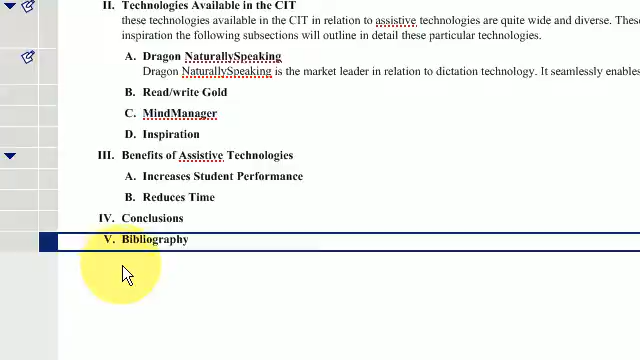 II. Technologies Available in the CIT
these technologies available in the CIT in relation to assistive technologies are quite wide and diverse. These
inspiration the following subsections will outline in detail these particular technologies.
A. Dragon NaturallySpeaking
Dragon NaturallySpeaking is the market leader in relation to dictation technology. It seamlessly enables
B. Read/write Gold
C. MindManager
D. Inspiration
III. Benefits of Assistive Technologies
A. Increases Student Performance
B. Reduces Time
IV. Conclusions
V. Bibliography